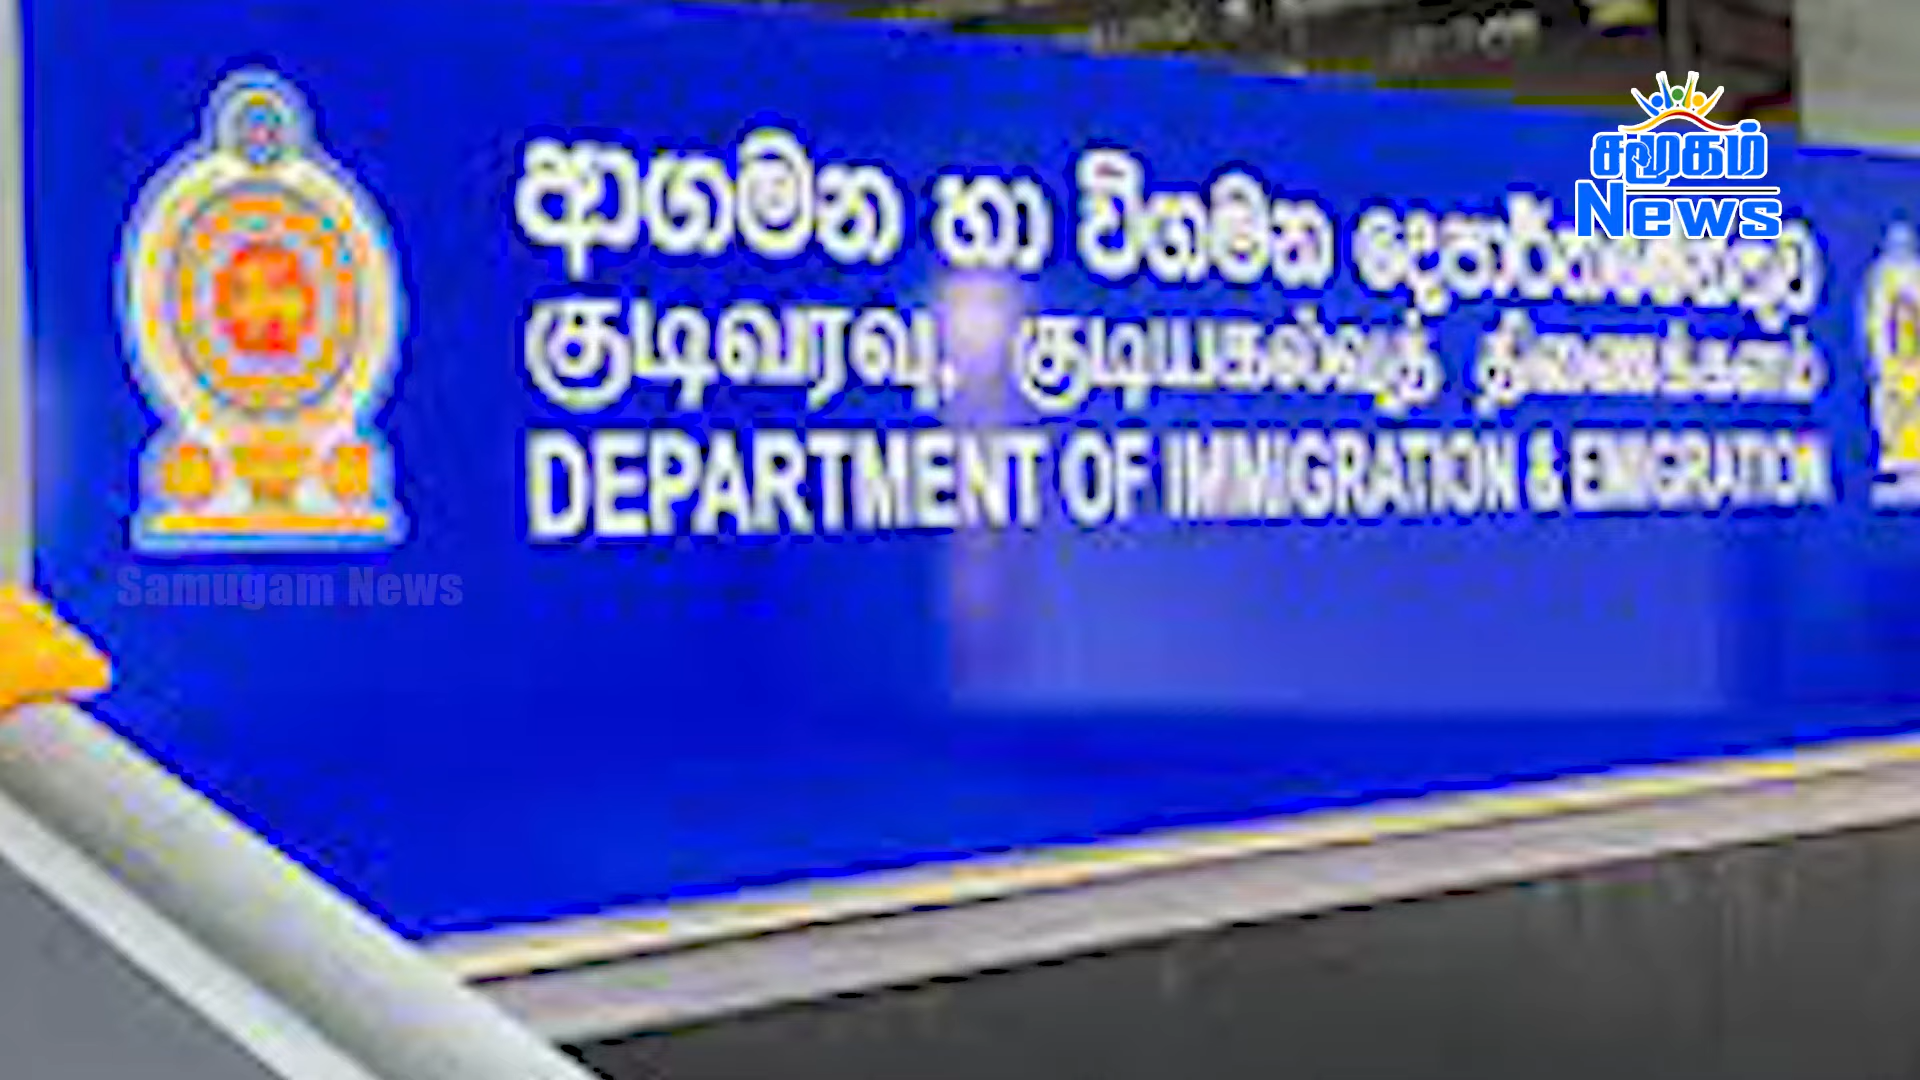 ආගමන හා විගමන දෙපාර්තමේන්තුව
குடிவரவு, குடியகல்வுத் திணைக்களம்
DEPARTMENT OF IMMIGRATION & EMIGRATION
சமூகம்
News
Samugam News